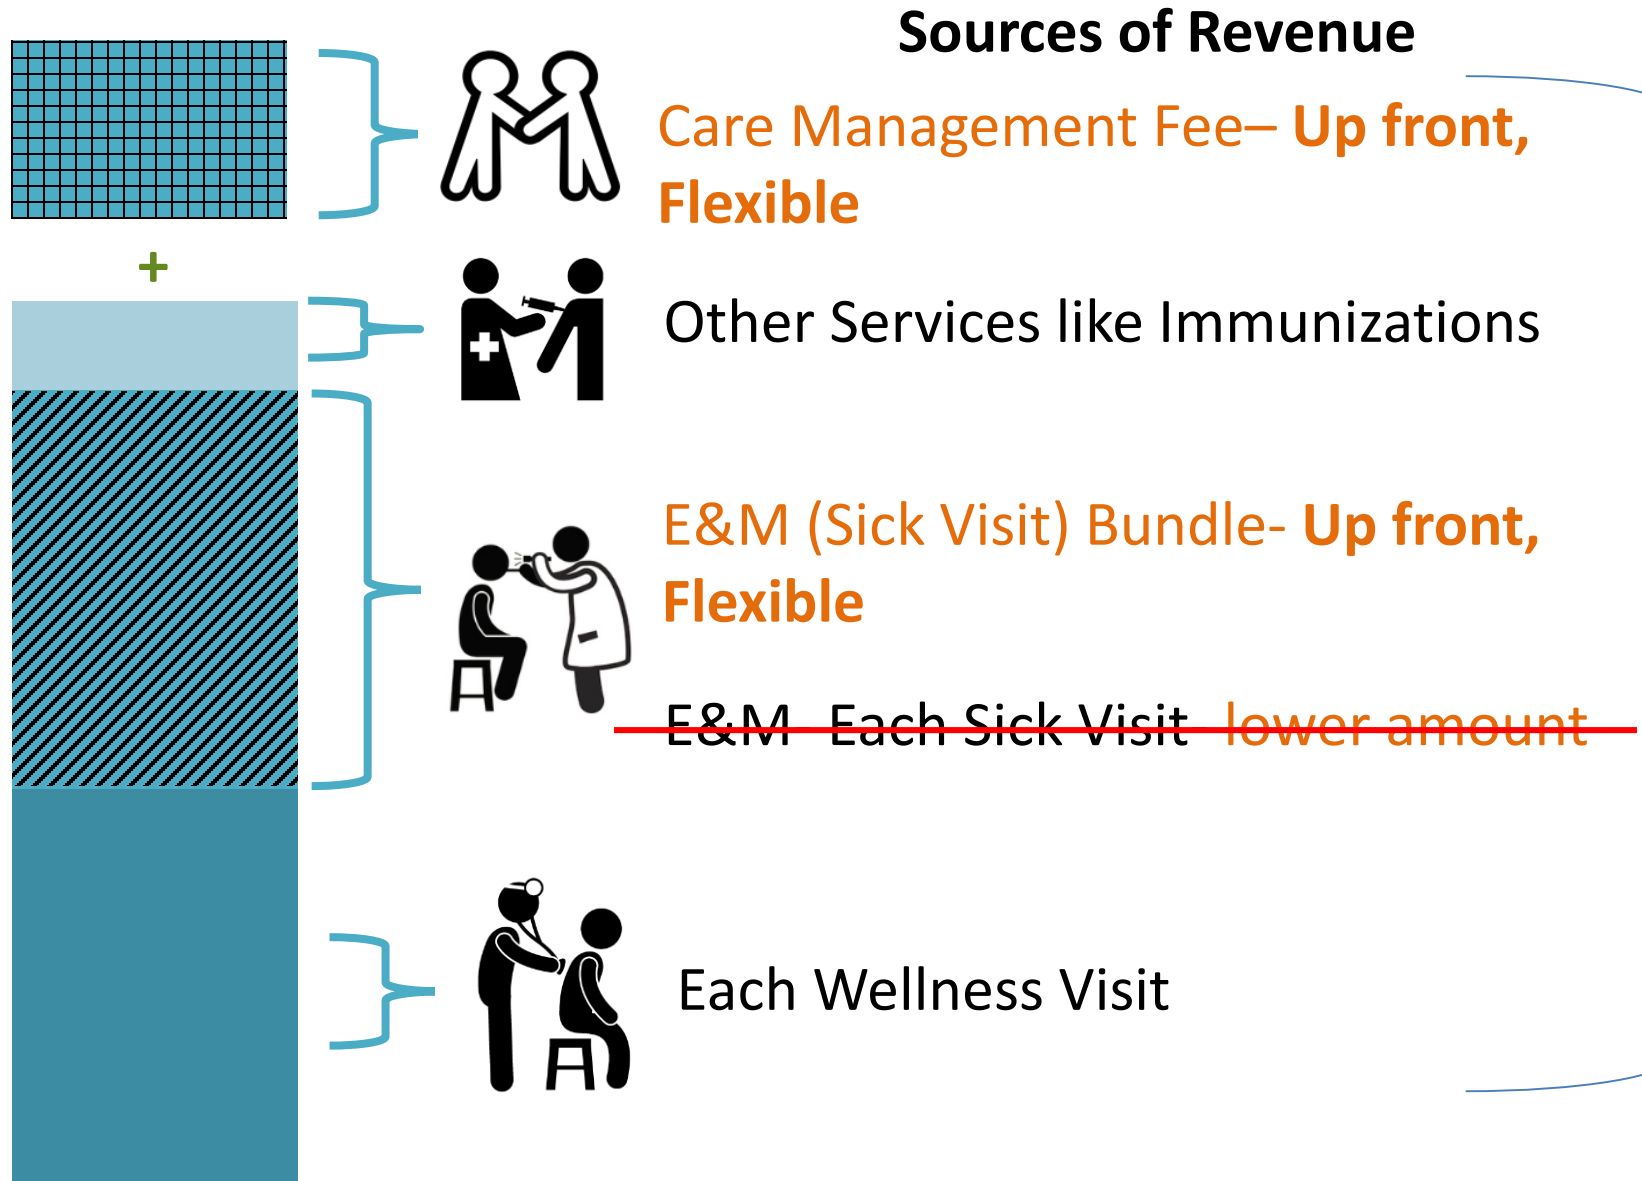 Sources of Revenue
Care Management Fee– Up front,
Flexible
+
Other Services like Immunizations
E&M (Sick Visit) Bundle- Up front,
Flexible
E&M- Each Sick Visit- lower amount
Each Wellness Visit